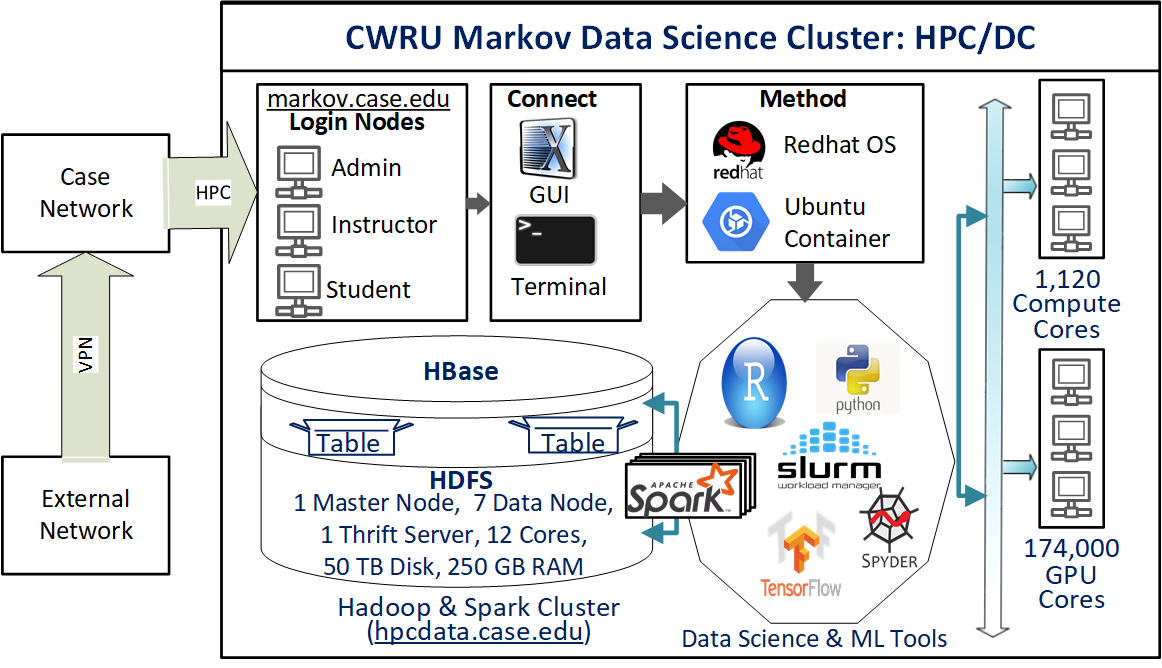 CWRU Markov Data Science Cluster: HPC/DC
Case
Network
HPC
VPN
External
Network
markov.case.edu
Login Nodes
Admin
Instructor
Student
Connect
X
GUI
>_
Terminal
Method
redhat
Redhat OS
Ubuntu
Container
1,120
Compute
Cores
174,000
GPU
Cores
HBase
Table
Table
HDFS
1 Master Node, 7 Data Node,
1 Thrift Server, 12 Cores,
50 TB Disk, 250 GB RAM
Hadoop & Spark Cluster
(hpcdata.case.edu)
APACHE
Spark™
R
python
slurm
workload manager
TensorFlow
SPYDER
Data Science & ML Tools